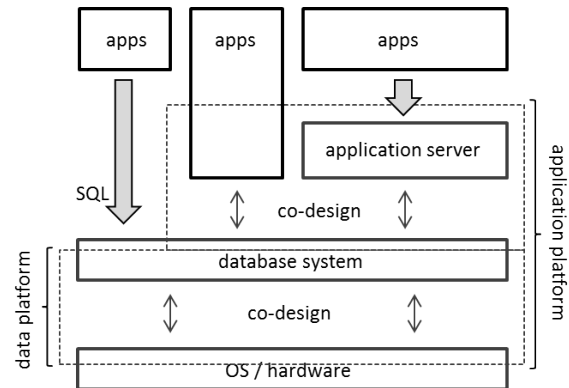 apps
apps
apps
application server
SQL
co-design
application platform
database system
data platform
co-design
OS / hardware